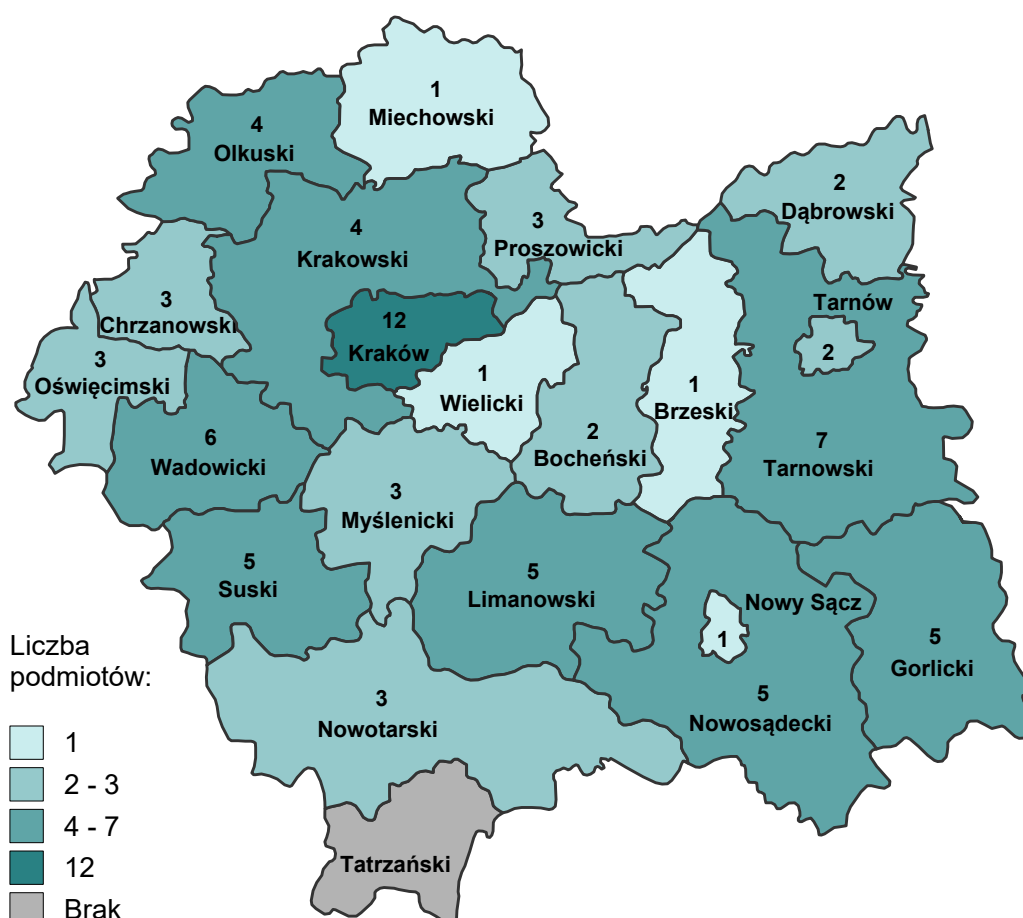 1
Miechowski
4
Olkuski
2
Dąbrowski
3
Proszowicki
4
Krakowski
3
Chrzanowski
Tarnów
2
12
Kraków
3
Oświęcimski
1
Wielicki
1
Brzeski
6
Wadowicki
2
Bocheński
7
Tarnowski
3
Myślenicki
5
Suski
5
Limanowski
Nowy Sącz
1
5
Gorlicki
5
Nowosądecki
3
Nowotarski
Tatrzański
Liczba
podmiotów:
1
2 - 3
4 - 7
12
Brak